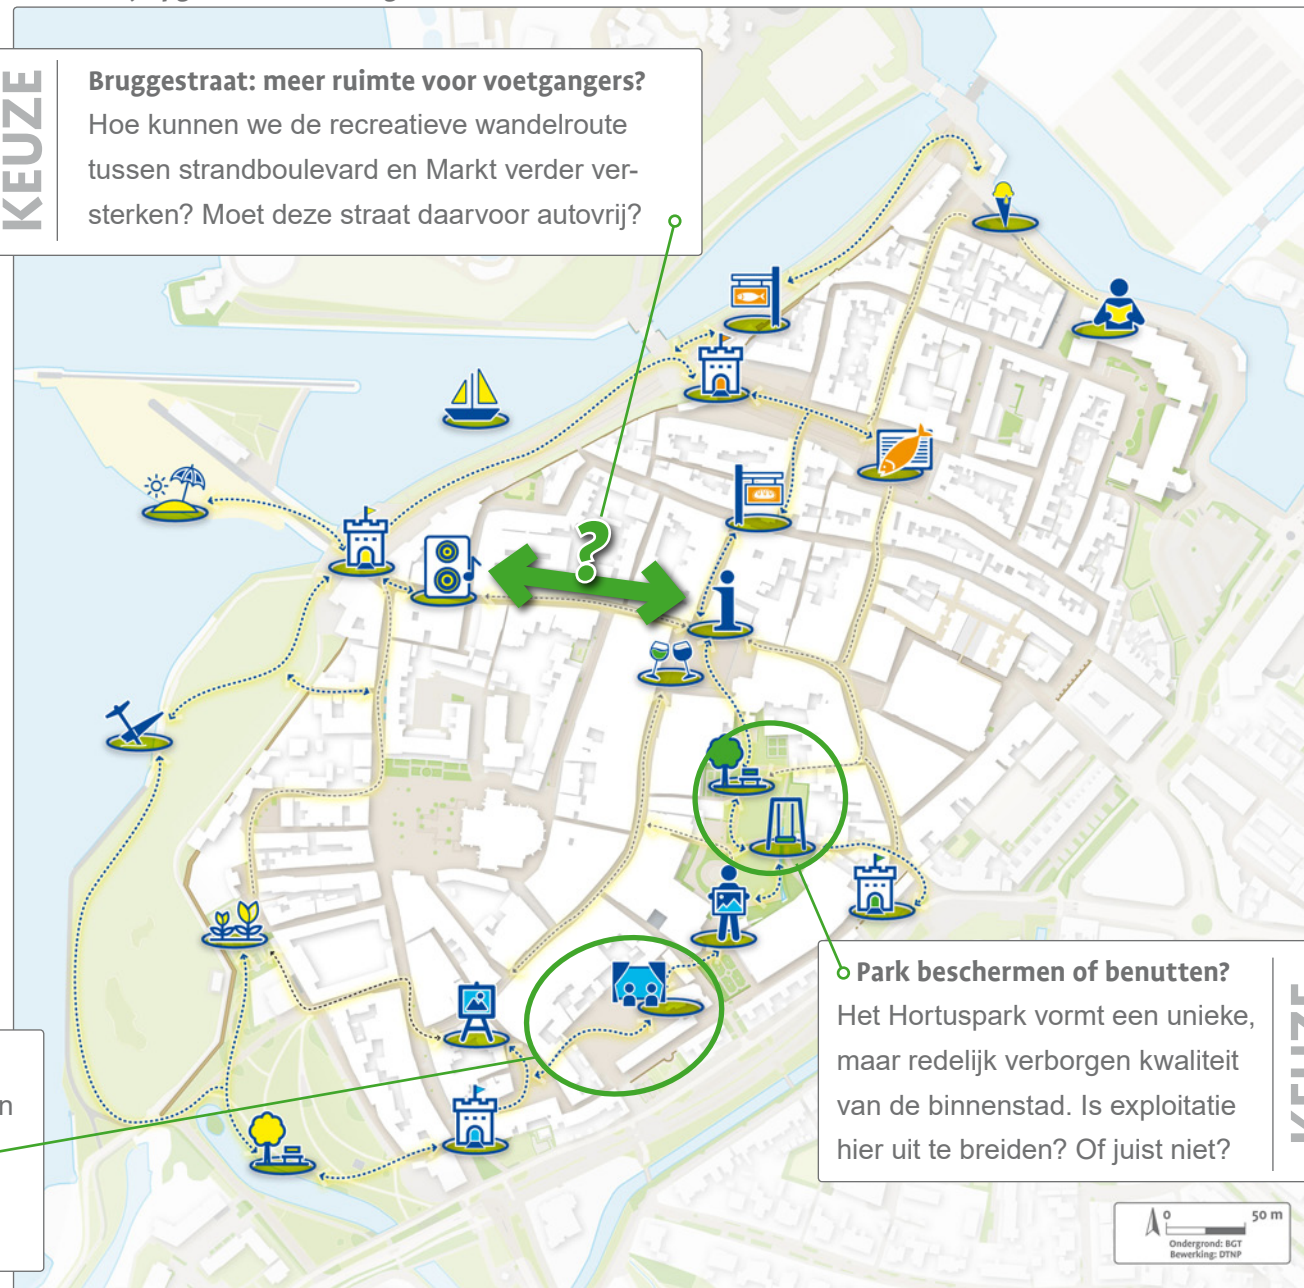 KEUZE
Bruggestraat: meer ruimte voor voetgangers?
Hoe kunnen we de recreatieve wandelroute
tussen strandboulevard en Markt verder ver-
sterken? Moet deze straat daarvoor autovrij?
?
i
n
Park beschermen of benutten?
Het Hortuspark vormt een unieke,
maar redelijk verborgen kwaliteit
van de binnenstad. Is exploitatie
hier uit te breiden? Of juist niet?
KEUZE
0 50 m
Ondergrond: BGT
Bewerking: DTNP